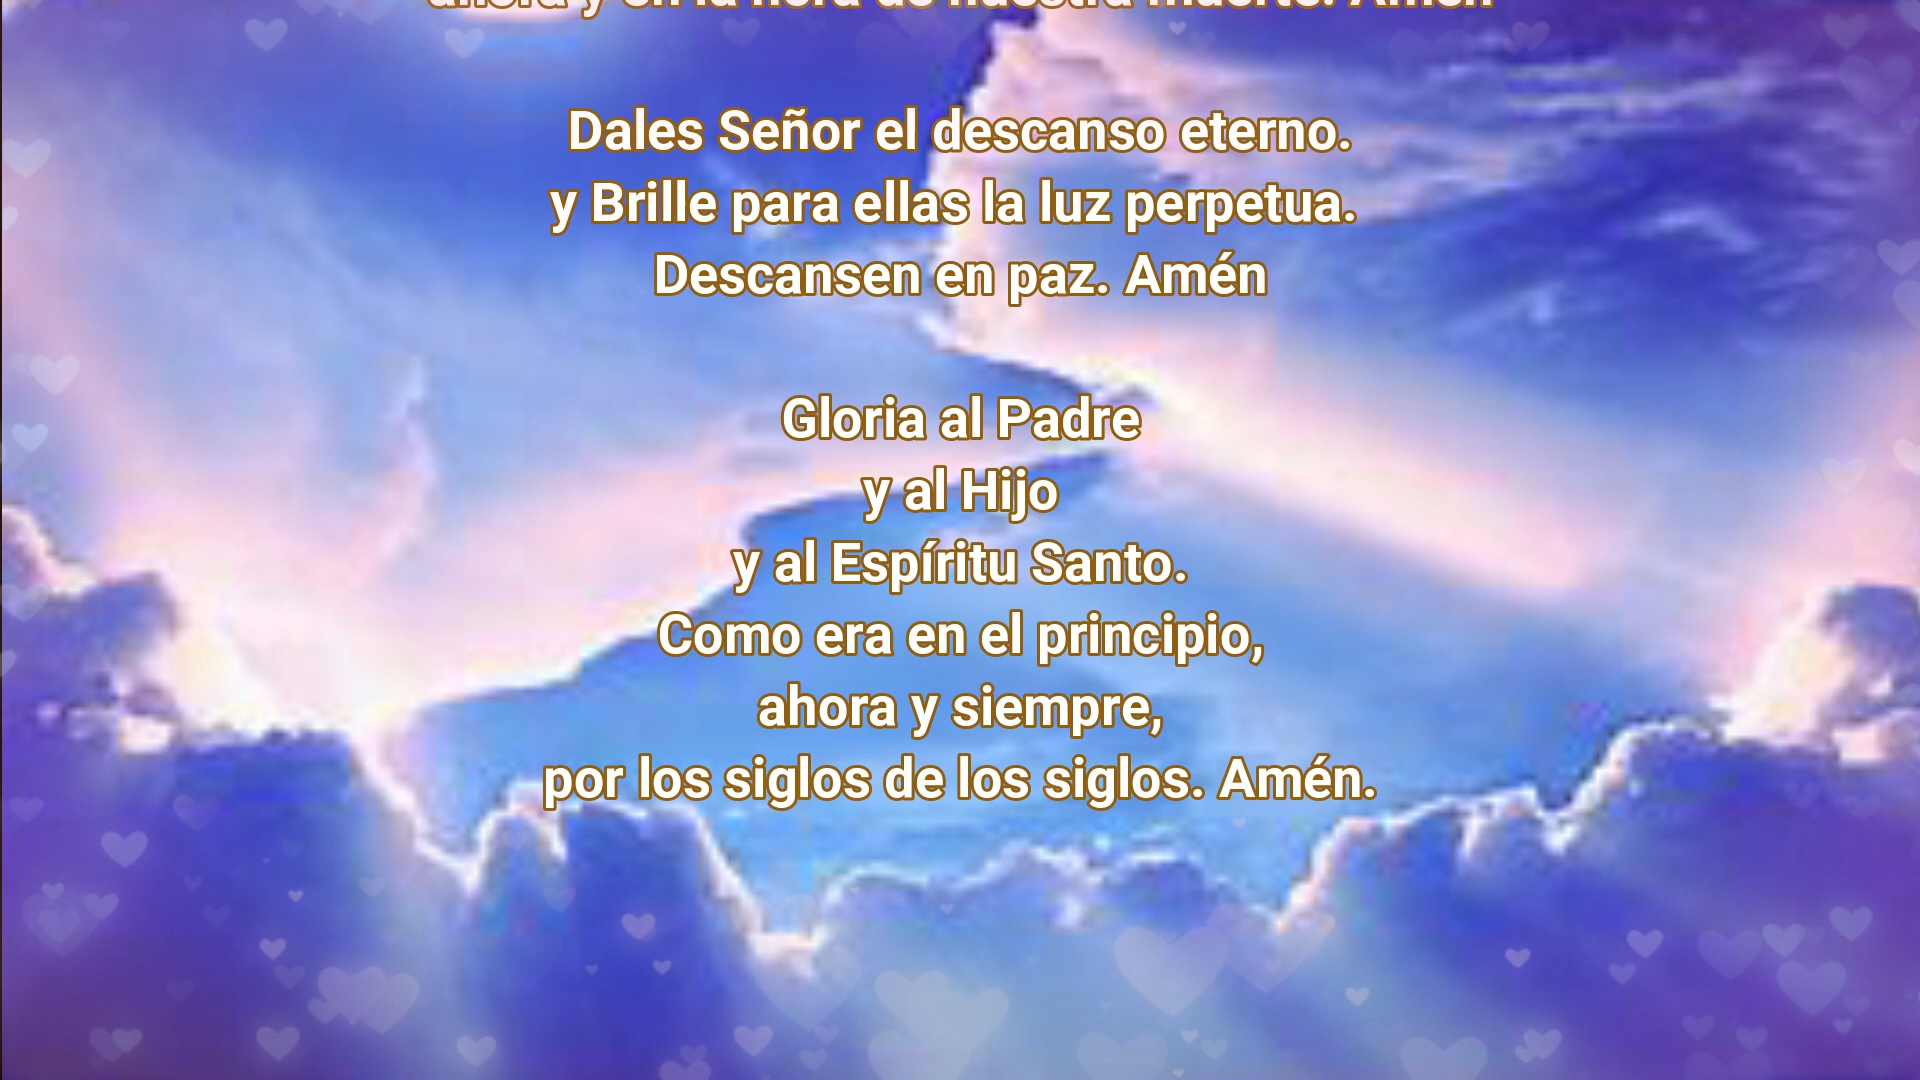 ahora y en la hora de nuestra muerte. Amén
Dales Señor el descanso eterno.
y Brille para ellas la luz perpetua.
Descansen en paz. Amén
Gloria al Padre
y al Hijo
y al Espíritu Santo.
Como era en el principio,
ahora y siempre,
por los siglos de los siglos. Amén.